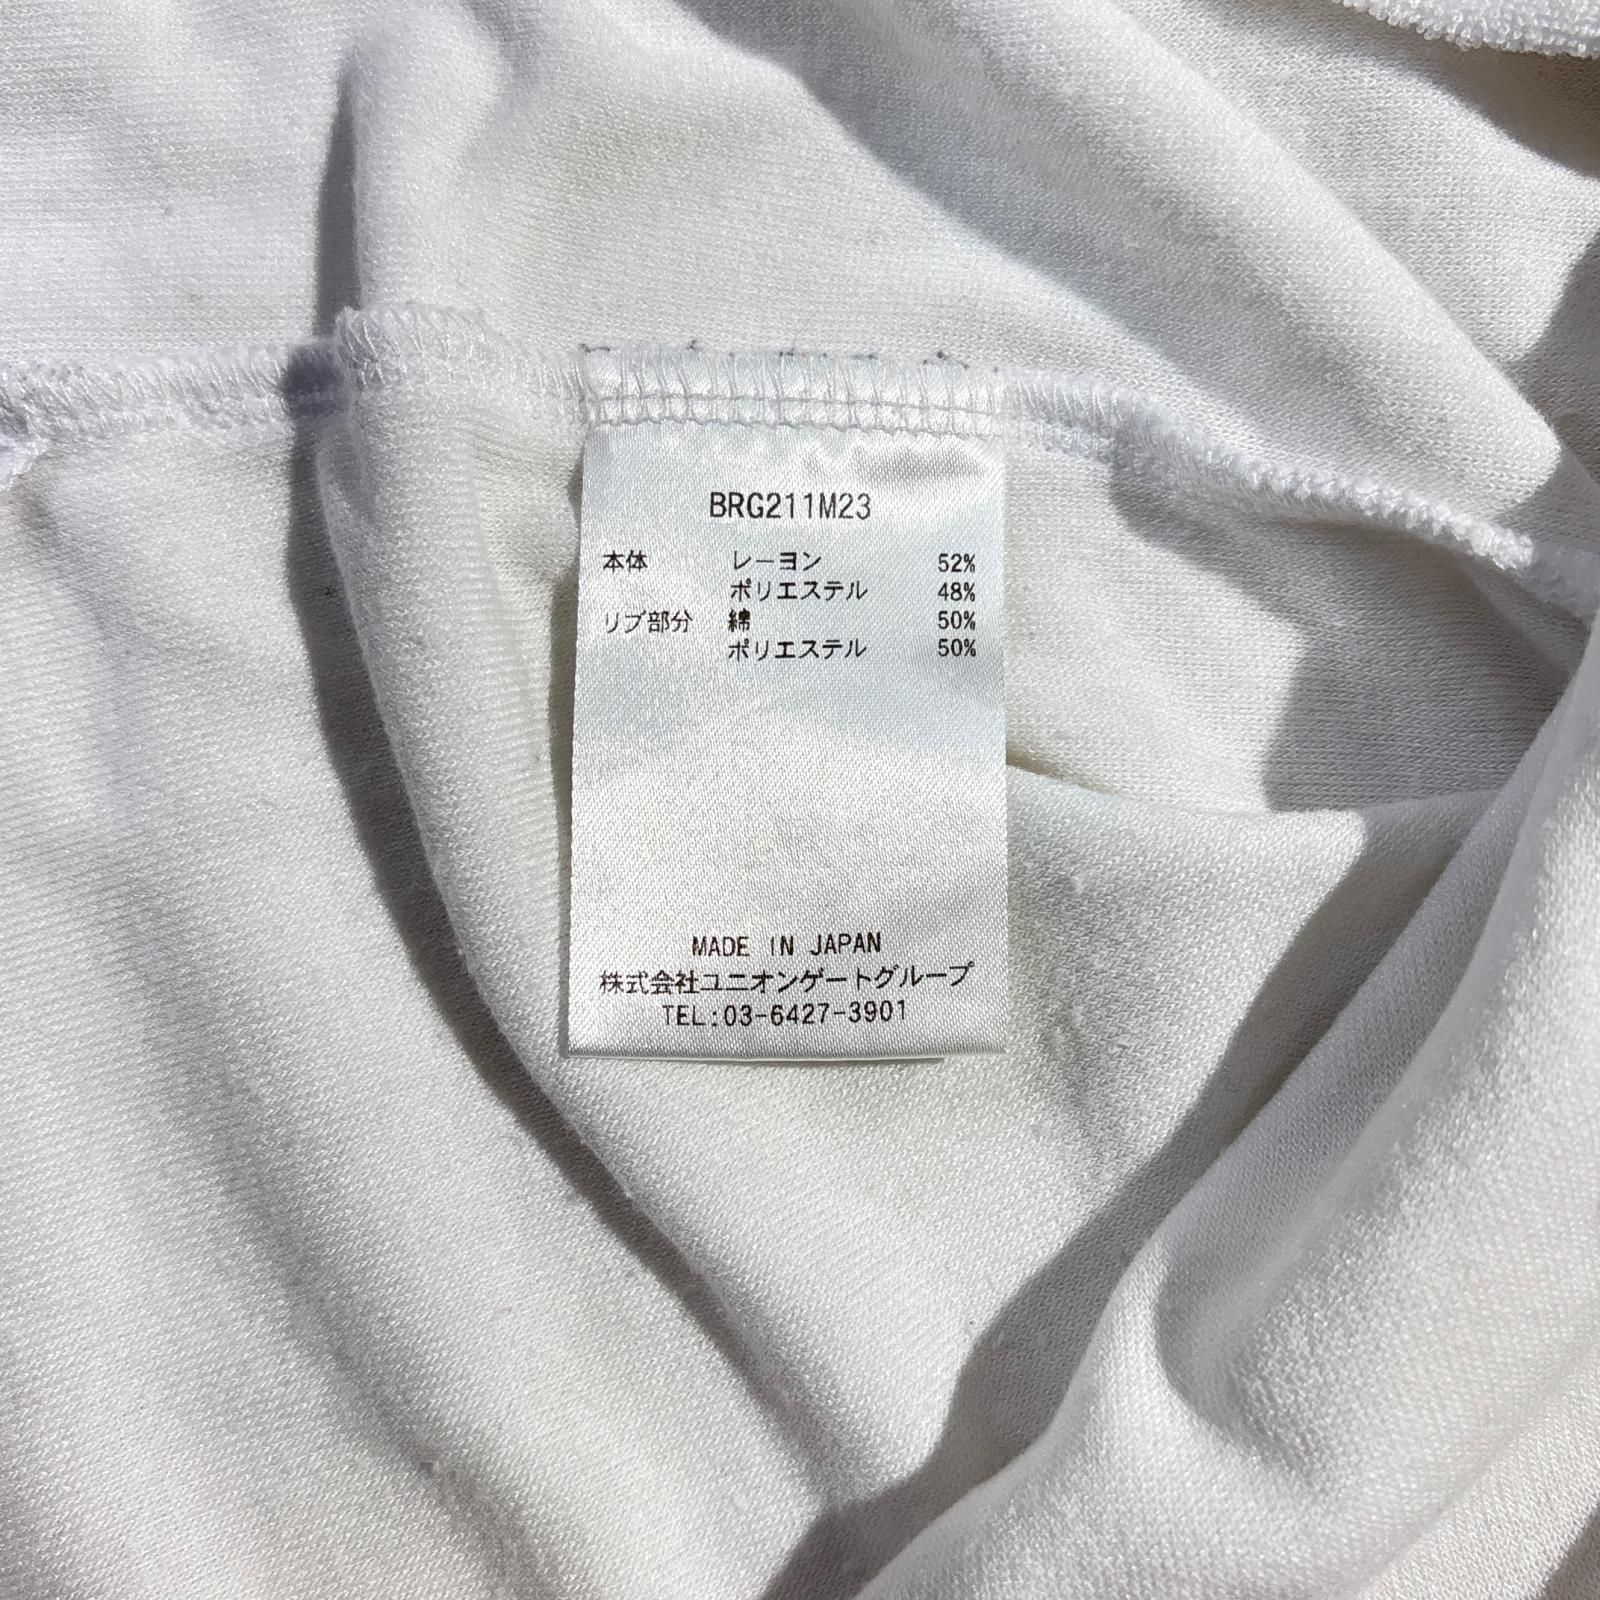 BRG211M23
本体 レーヨン 52%
ポリエステル 48%
リブ部分 綿 50%
ポリエステル 50%
MADE IN JAPAN
株式会社ユニオンゲートグループ
TEL:03-6427-3901